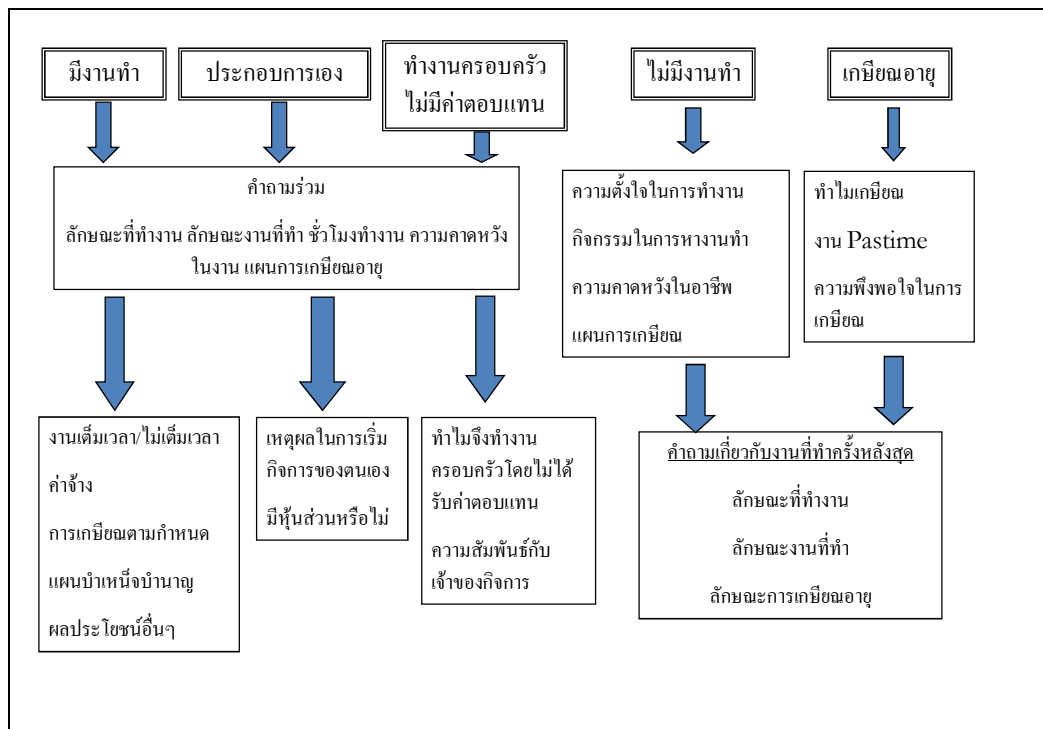 มีงานทำ
ประกอบการเอง
ทำงานครอบครัว
ไม่มีค่าตอบแทน
ไม่มีงานทำ
เกษียณอายุ
คำถามร่วม
ลักษณะที่ทำงาน ลักษณะงานที่ทำ ชั่วโมงทำงาน ความคาดหวัง
ในงาน แผนการเกษียณอายุ
ความตั้งใจในการทำงาน
กิจกรรมในการหางานทำ
ความคาดหวังในอาชีพ
แผนการเกษียณ
ทำไมเกษียณ
งาน Pastime
ความพึงพอใจในการ
เกษียณ
งานเต็มเวลา/ไม่เต็มเวลา
ค่าจ้าง
การเกษียณตามกำหนด
แผนบำเหน็จบำนาญ
ผลประโยชน์อื่นๆ
เหตุผลในการเริ่ม
กิจการของตนเอง
มีหุ้นส่วนหรือไม่
ทำไมจึงทำงาน
ครอบครัวโดยไม่ได้
รับค่าตอบแทน
ความสัมพันธ์กับ
เจ้าของกิจการ
คำถามเกี่ยวกับงานที่ทำครั้งหลังสุด
ลักษณะที่ทำงาน
ลักษณะงานที่ทำ
ลักษณะการเกษียณอายุ